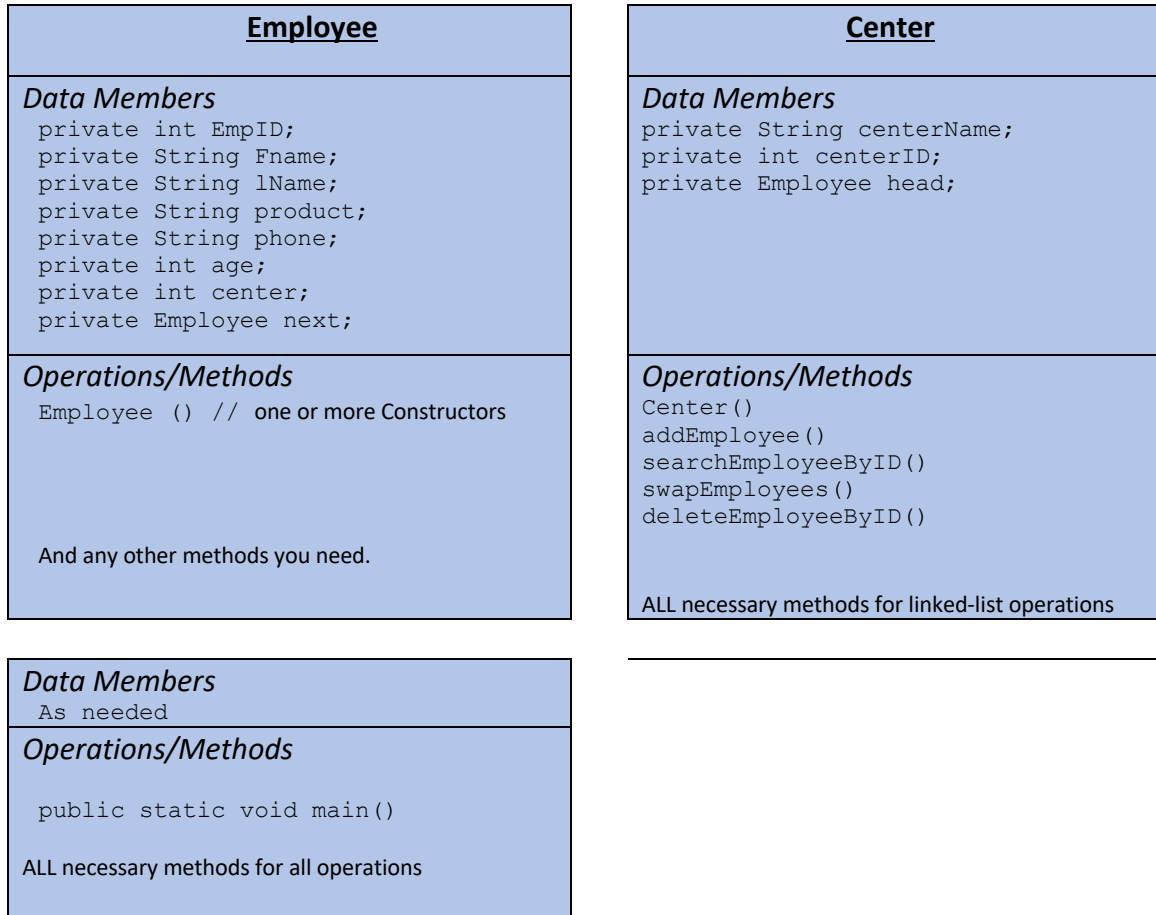 Employee
Data Members
private int EmpID;
private String Fname;
private String lName;
private String product;
private String phone;
private int age;
private int center;
private Employee next;
Operations/Methods
Employee () // one or more Constructors
And any other methods you need.
Center
Data Members
private String centerName;
private int centerID;
private Employee head;
Operations/Methods
Center()
addEmployee()
searchEmployeeByID()
swapEmployees()
deleteEmployeeByID()
ALL necessary methods for linked-list operations
Data Members
As needed
Operations/Methods
public static void main()
ALL necessary methods for all operations